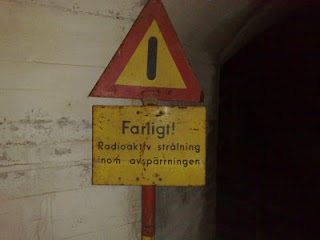 Farligt!
Radioaktiv strålning
inom avspärrningen